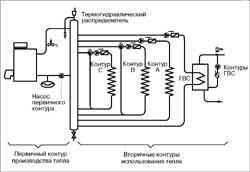 Термогидравлический
распределитель
Контур
С
Контур
В
Контур
А
ГВС
Контуры
ГВС
Насос
первичного
контура
Первичный контур
производства тепла
Вторичные контуры
использования тепла